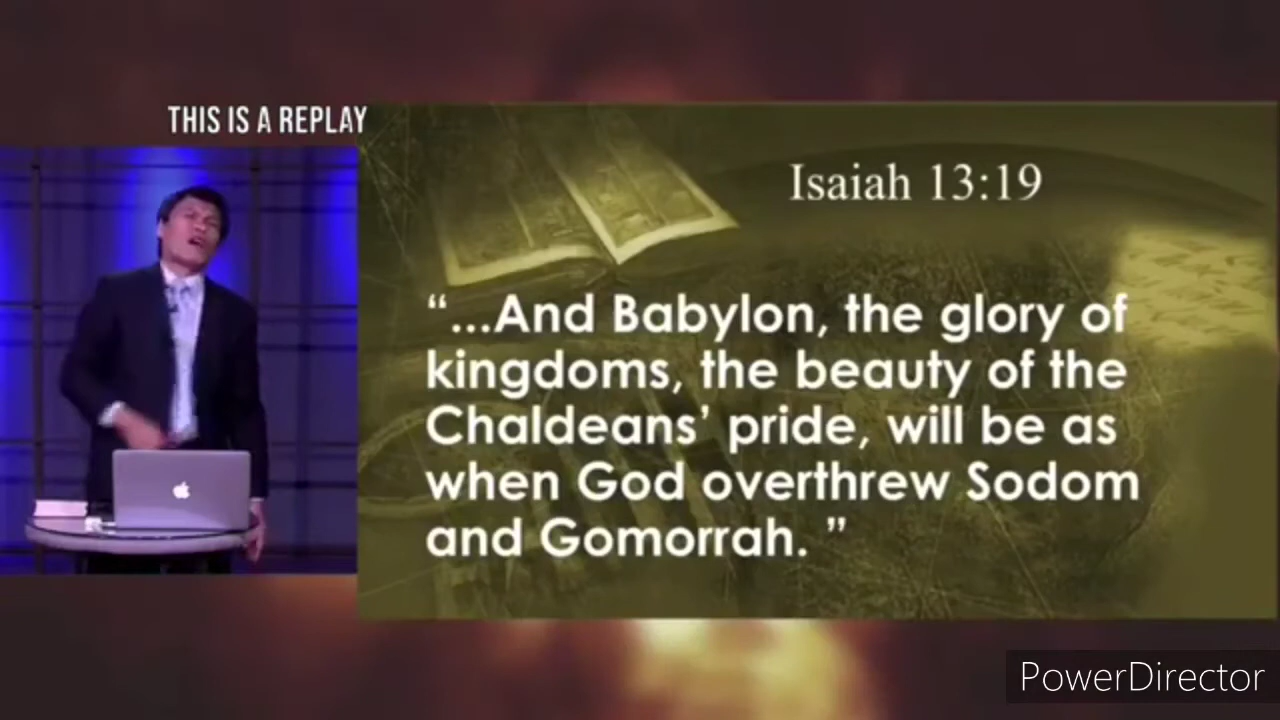 THIS IS A REPLAY
Isaiah 13:19
“...And Babylon, the glory of
kingdoms, the beauty of the
Chaldeans’ pride, will be as
when God overthrew Sodom
and Gomorrah. ”
PowerDirector